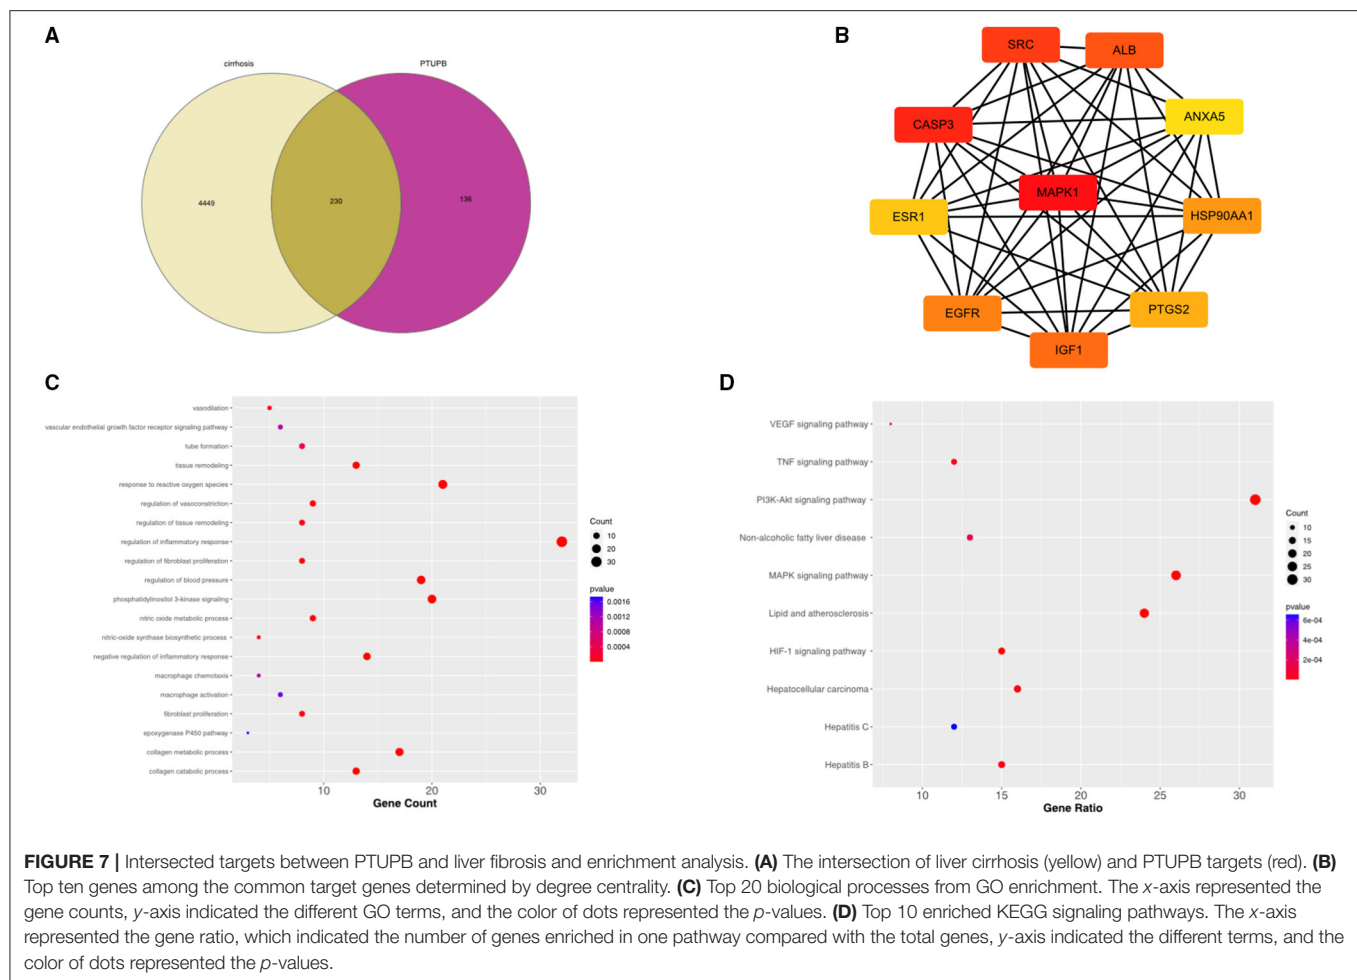 A
cirrhosis
PTUPB
4449
230
136
B
SRC
ALB
CASP3
ANXA5
MAPK1
ESR1
HSP90AA1
EGFR
PTGS2
IGF1
C
vasodilation
vascular endothelial growth factor receptor signaling pathway
tube formation
tissue remodeling
response to reactive oxygen species
regulation of vasoconstriction
regulation of tissue remodeling
regulation of inflammatory response
regulation of fibroblast proliferation
regulation of blood pressure
phosphatidylinositol 3-kinase signaling
nitric oxide metabolic process
nitric-oxide synthase biosynthetic process
negative regulation of inflammatory response
macrophage chemotaxis
macrophage activation
fibroblast proliferation
epoxygenase P450 pathway
collagen metabolic process
collagen catabolic process
10 20 30
Gene Count
Count
10
20
30
pvalue
0.0016
0.0012
0.0008
0.0004
D
VEGF signaling pathway
TNF signaling pathway
PI3K-Akt signaling pathway
Non-alcoholic fatty liver disease
MAPK signaling pathway
Lipid and atherosclerosis
HIF-1 signaling pathway
Hepatocellular carcinoma
Hepatitis C
Hepatitis B
10 15 20 25 30
Gene Ratio
Count
10
15
20
25
30
pvalue
6e-04
4e-04
2e-04
FIGURE 7 | Intersected targets between PTUPB and liver fibrosis and enrichment analysis. (A) The intersection of liver cirrhosis (yellow) and PTUPB targets (red). (B)
Top ten genes among the common target genes determined by degree centrality. (C) Top 20 biological processes from GO enrichment. The x-axis represented the
gene counts, y-axis indicated the different GO terms, and the color of dots represented the p-values. (D) Top 10 enriched KEGG signaling pathways. The x-axis
represented the gene ratio, which indicated the number of genes enriched in one pathway compared with the total genes, y-axis indicated the different terms, and the
color of dots represented the p-values.